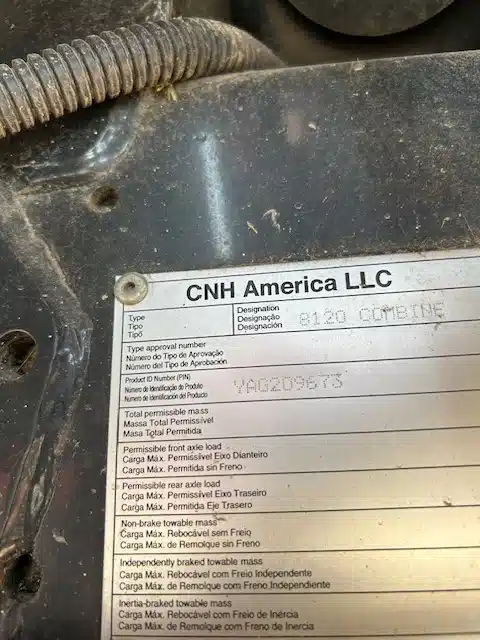 CNH America LLC
Type
Tipo
Tipo
Designation
Designação
Designación
8120 COMBINE
Type approval number
Número do Tipo de Aprovação
Número del Tipo de Aprobación
Product ID Number (PIN)
Número de Identificação do Produto
Número de Identificación del Producto
YAG209673
Total permissible mass
Massa Total Permissível
Masa Total Permitida
Permissible front axle load
Carga Máx. Permissível Eixo Dianteiro
Carga Máx. Permitida sin Freno
Permissible rear axle load
Carga Máx. Permissível Eixo Traseiro
Carga Máx. Permitida Eje Trasero
Non-brake towable mass
Carga Máx. Rebocável sem Freio
Carga Máx. de Remolque sin Freno
Independently braked towable mass
Carga Máx. Rebocável com Freio Independente
Carga Máx. de Remolque con Freno Independiente
Inertia-braked towable mass
Carga Máx. Rebocável com Freio de Inércia
Carga Máx. de Remolque con Freno de Inercia